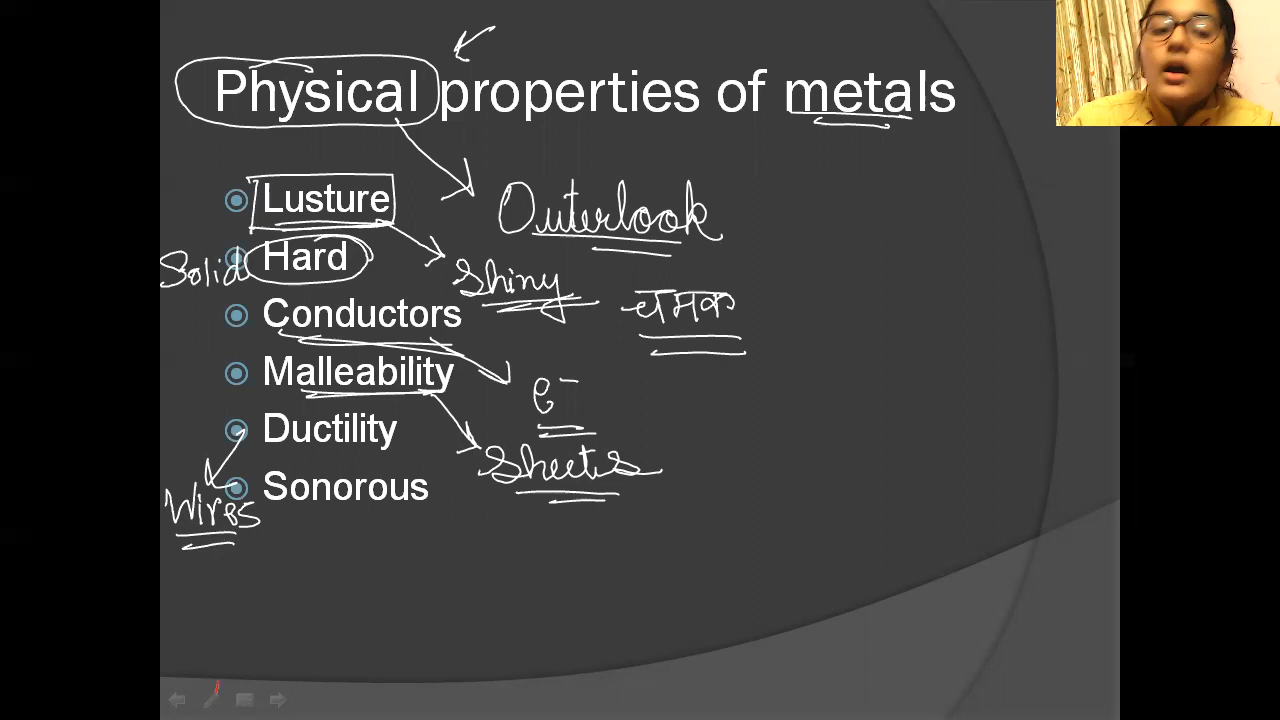 Physical properties of metals
Lusture
Outerlook
Solid Hard
Shiny चमक
Conductors
Malleability
e⁻
Ductility
Sheets
Sonorous
Wires